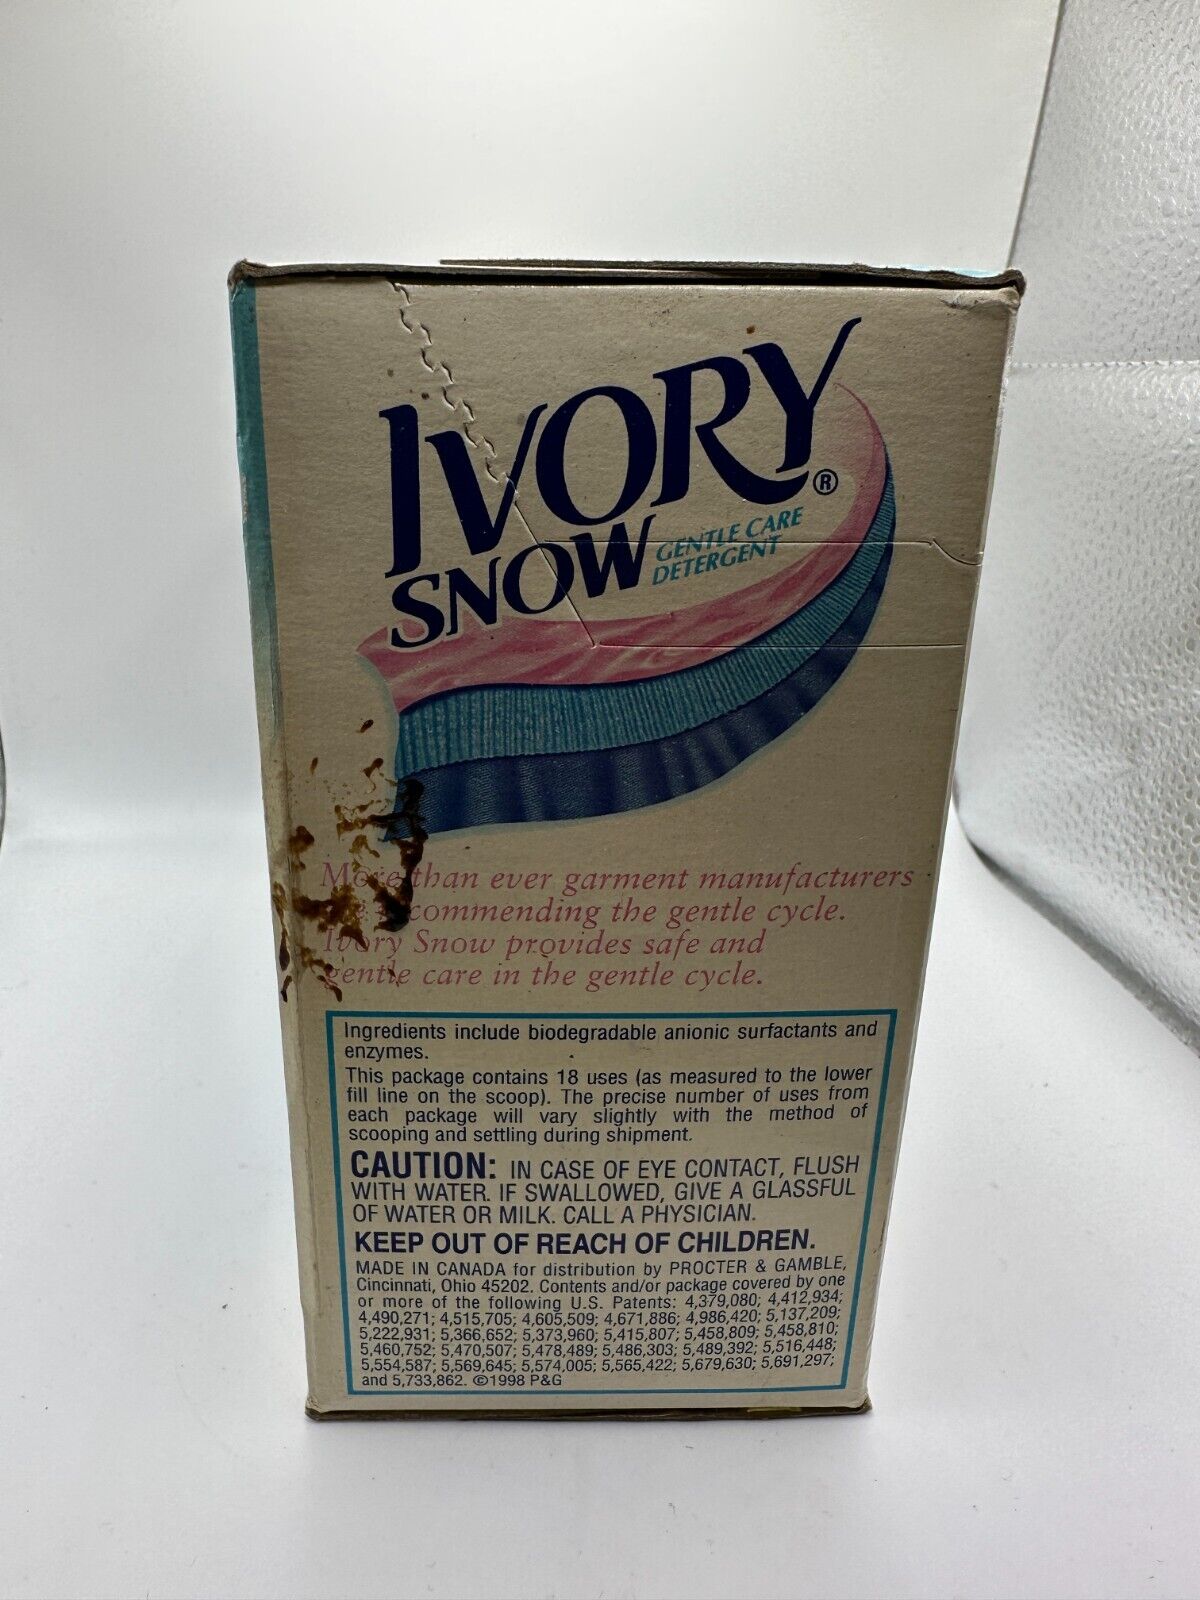 IVORY
SNOW ®
GENTLE CARE
DETERGENT
More than ever garment manufacturers
recommending the gentle cycle.
Ivory Snow provides safe and
gentle care in the gentle cycle.
Ingredients include biodegradable anionic surfactants and
enzymes.
This package contains 18 uses (as measured to the lower
fill line on the scoop). The precise number of uses from
each package will vary slightly with the method of
scooping and settling during shipment.
CAUTION: IN CASE OF EYE CONTACT, FLUSH
WITH WATER. IF SWALLOWED, GIVE A GLASSFUL
OF WATER OR MILK. CALL A PHYSICIAN.
KEEP OUT OF REACH OF CHILDREN.
MADE IN CANADA for distribution by PROCTER & GAMBLE,
Cincinnati, Ohio 45202. Contents and/or package covered by one
or more of the following U.S. Patents: 4,379,080; 4,412,934;
4,490,271; 4,515,705; 4,605,509; 4,671,886; 4,986,420; 5,137,209;
5,222,931; 5,366,652; 5,373,960; 5,415,807; 5,458,809; 5,458,810;
5,460,752; 5,470,507; 5,478,489; 5,486,303; 5,489,392; 5,516,448;
5,554,587; 5,569,645; 5,574,005; 5,565,422; 5,679,630; 5,691,297;
and 5,733,862. ©1998 P&G